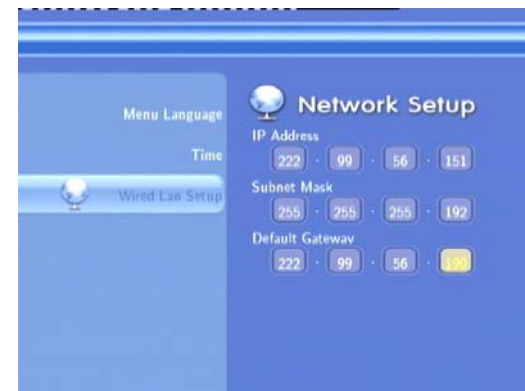 Menu Language
Time
Wired Lan Setup
Network Setup
IP Address
222 · 99 · 56 · 151
Subnet Mask
255 · 255 · 255 · 192
Default Gateway
222 · 99 · 56 · 190